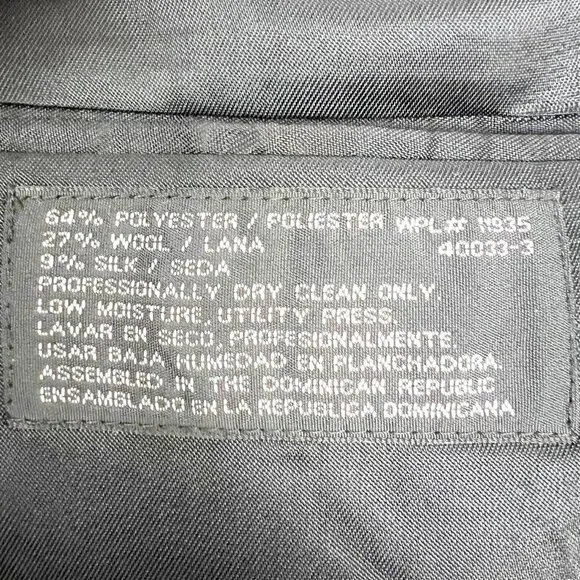 64% POLYESTER / POLIESTER WPL# 11935
27% WOOL / LANA 40033-3
9% SILK / SEDA
PROFESSIONALLY DRY CLEAN ONLY.
LOW MOISTURE, UTILITY PRESS
LAVAR EN SECO, PROFESIONALMENTE.
USAR BAJA HUMEDAD EN PLANCHADORA
ASSEMBLED IN THE DOMINICAN REPUBLIC
ENSAMBLADO EN LA REPUBLICA DOMINICANA